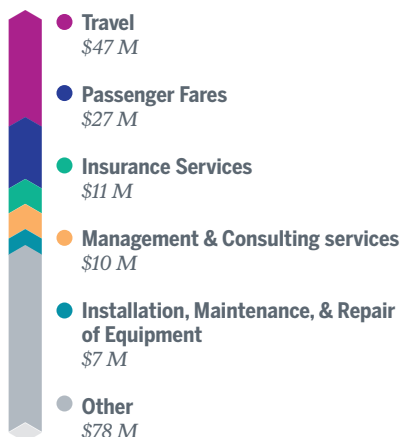 Travel
$47 M
Passenger Fares
$27 M
Insurance Services
$11 M
Management & Consulting services
$10 M
Installation, Maintenance, & Repair
of Equipment
$7 M
Other
$78 M